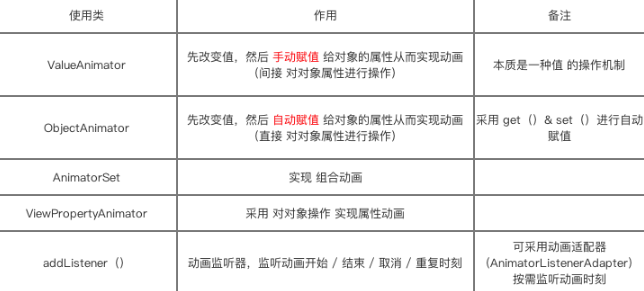 使用类 作用 备注
ValueAnimator
先改变值，然后 手动赋值 给对象的属性从而实现动画
（间接 对对象属性进行操作）
本质是一种值 的操作机制
ObjectAnimator
先改变值，然后 自动赋值 给对象的属性从而实现动画
（直接 对对象属性进行操作）
采用 get（）& set（）进行自动
赋值
AnimatorSet 实现 组合动画
ViewPropertyAnimator 采用 对对象操作 实现属性动画
addListener（）
动画监听器，监听动画开始 / 结束 / 取消 / 重复时刻
可采用动画适配器
（AnimatorListenerAdapter）
按需监听动画时刻